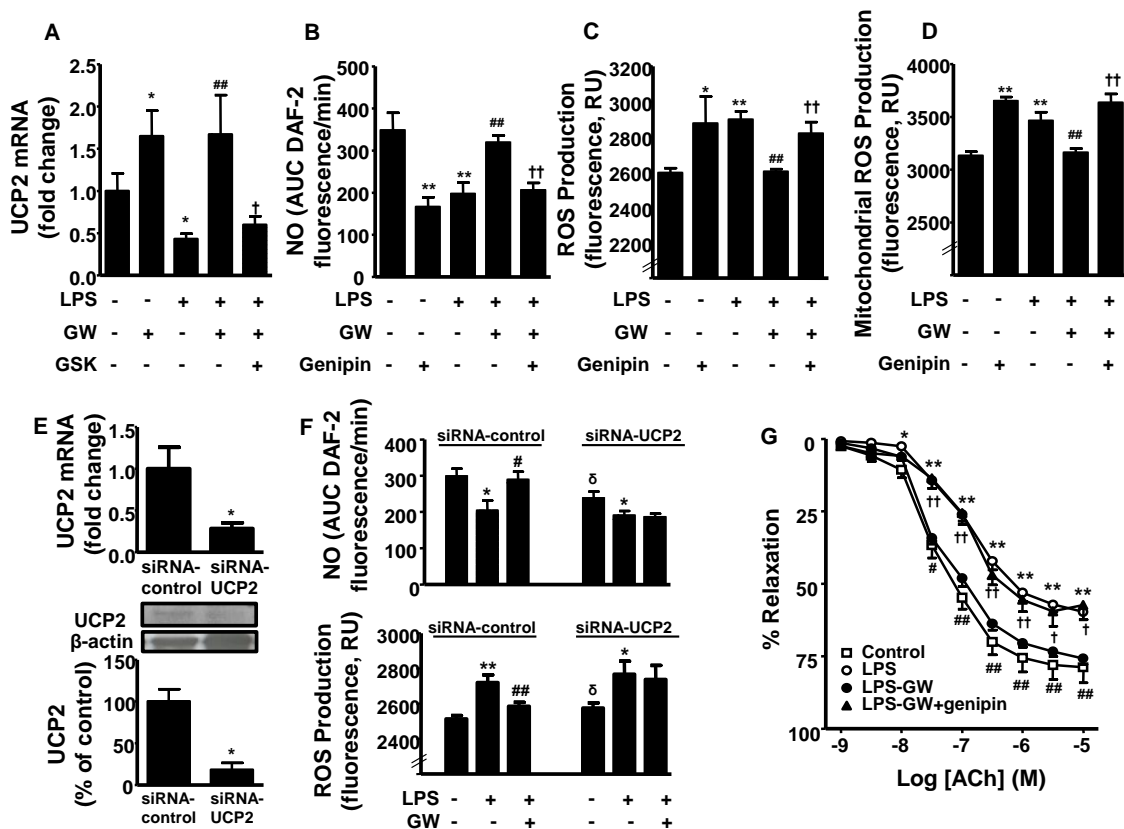 A
UCP2 mRNA
(fold change)
2.5
2.0
1.5
1.0
0.5
0.0
*
*
##
†
LPS - - + + +
GW - + - + +
GSK - - - - +
B
NO (AUC DAF-2
fluorescence/min)
500
400
300
200
100
0
**
**
##
††
LPS - - + + +
GW - - - + +
Genipin - + - - +
C
ROS Production
(fluorescence, RU)
3200
3000
2800
2600
2400
2200
*
**
##
††
LPS - - + + +
GW - - - + +
Genipin - + - - +
D
Mitochondrial ROS Production
(fluorescence, RU)
4000
3500
3000
2500
**
**
##
††
LPS - - + + +
GW - - - + +
Genipin - + - - +
E
UCP2 mRNA
(fold change)
1.5
1.0
0.5
0.0
*
siRNA-
control
siRNA-
UCP2
UCP2
β-actin
UCP2
(% of control)
150
100
50
0
*
siRNA-
control
siRNA-
UCP2
F
NO (AUC DAF-2
fluorescence/min)
400
300
200
100
0
siRNA-control
siRNA-UCP2
*
#
δ
*
ROS Production
(fluorescence, RU)
3000
2800
2600
2400
siRNA-control
siRNA-UCP2
**
##
δ
*
LPS - + + - + +
GW - - + - - +
G
% Relaxation
0
25
50
75
100
*
**
**
**
**
**
**
††
††
††
††
†
†
#
##
##
##
##
##
Control
LPS
LPS-GW
LPS-GW+genipin
-9 -8 -7 -6 -5
Log [ACh] (M)